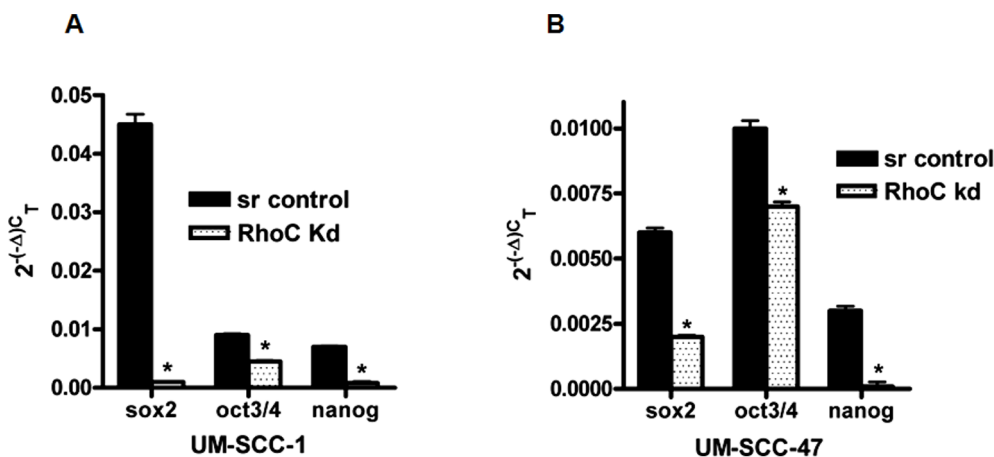 A
0.05
0.04
0.03
0.02
0.01
0.00
2-(-Δ)CT
sr control
RhoC Kd
*
*
*
sox2 oct3/4 nanog
UM-SCC-1
B
0.0100
0.0075
0.0050
0.0025
0.0000
2-(-Δ)CT
sr control
RhoC kd
*
*
*
sox2 oct3/4 nanog
UM-SCC-47